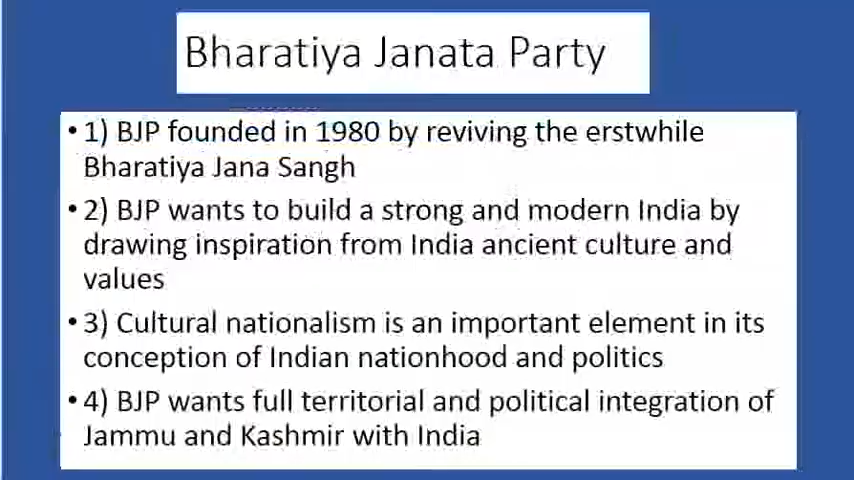 Bharatiya Janata Party
• 1) BJP founded in 1980 by reviving the erstwhile
Bharatiya Jana Sangh
• 2) BJP wants to build a strong and modern India by
drawing inspiration from India ancient culture and
values
• 3) Cultural nationalism is an important element in its
conception of Indian nationhood and politics
• 4) BJP wants full territorial and political integration of
Jammu and Kashmir with India